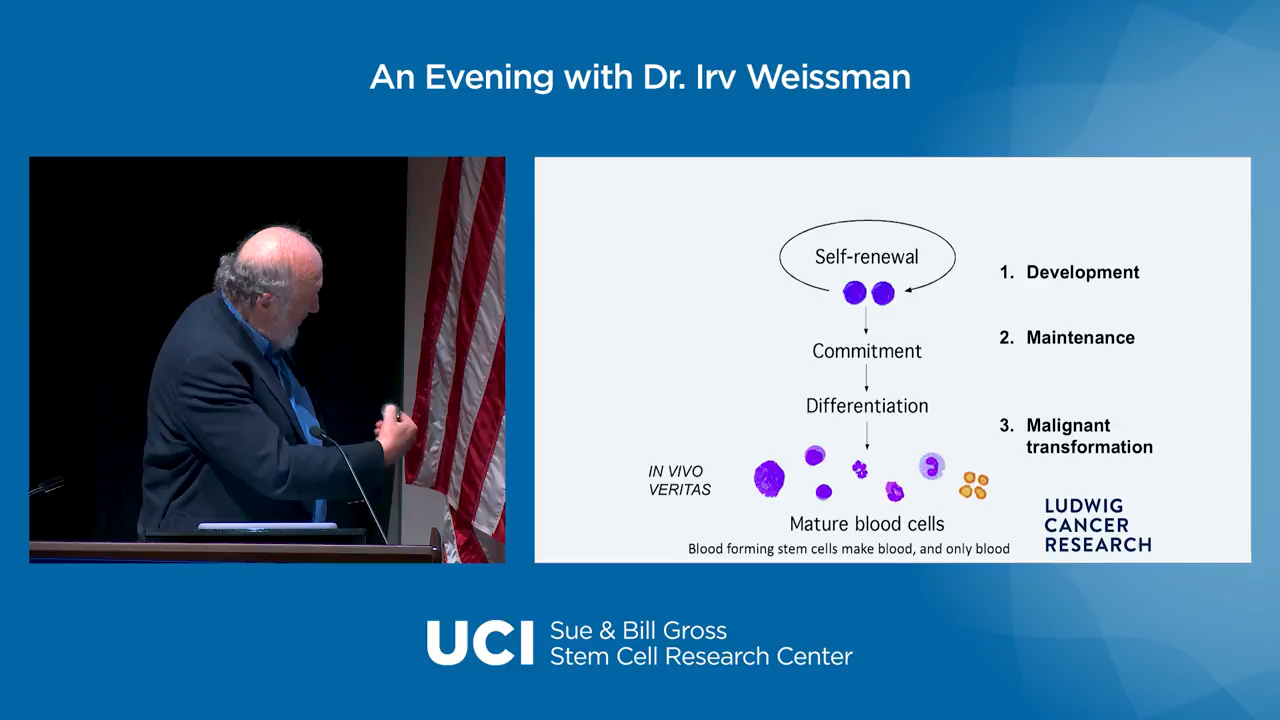 An Evening with Dr. Irv Weissman
Self-renewal
Commitment
Differentiation
IN VIVO
VERITAS
Mature blood cells
Blood forming stem cells make blood, and only blood
1. Development
2. Maintenance
3. Malignant
transformation
LUDWIG
CANCER
RESEARCH
UCI
Sue & Bill Gross
Stem Cell Research Center